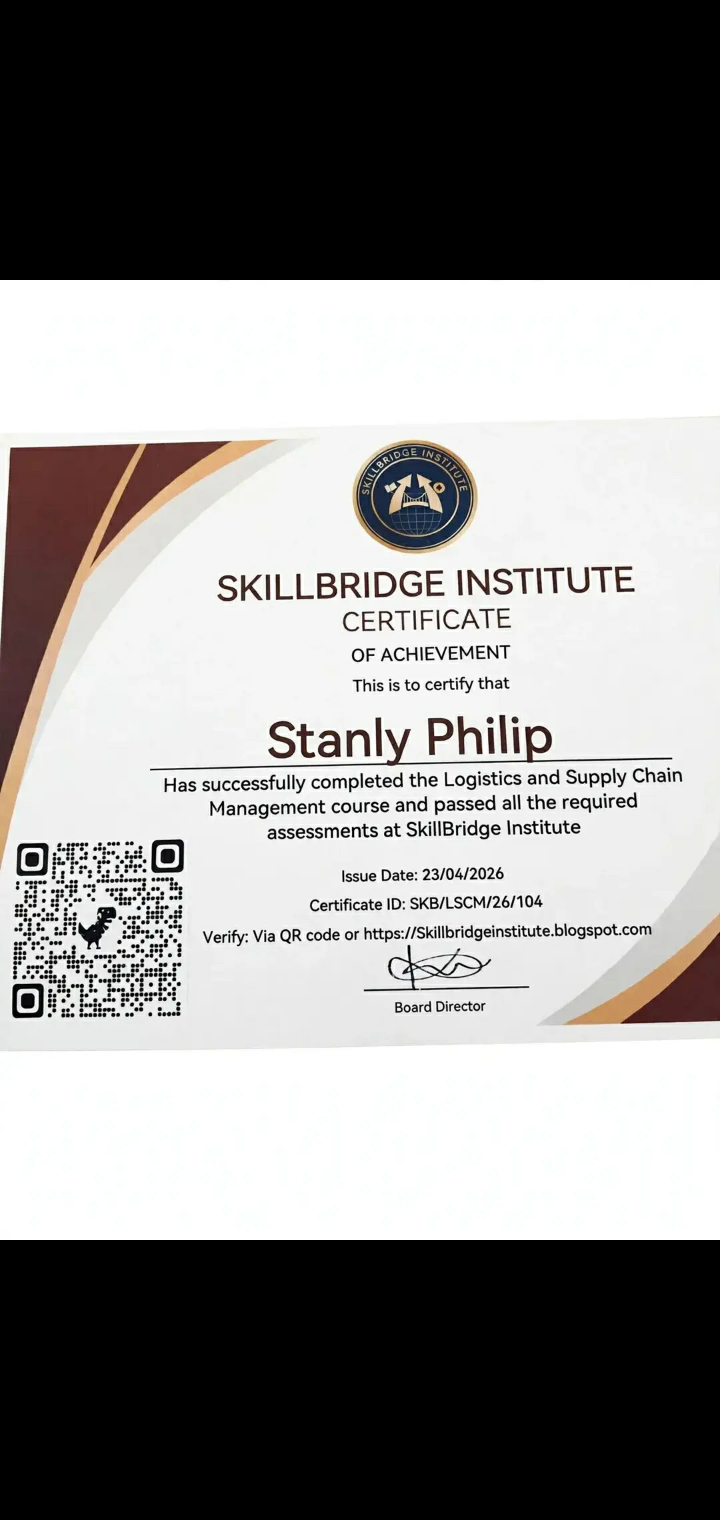 SKILLBRIDGE INSTITUTE
SKILLBRIDGE INSTITUTE
CERTIFICATE
OF ACHIEVEMENT
This is to certify that
Stanly Philip
Has successfully completed the Logistics and Supply Chain
Management course and passed all the required
assessments at SkillBridge Institute
Issue Date: 23/04/2026
Certificate ID: SKB/LSCM/26/104
Verify: Via QR code or https://Skillbridgeinstitute.blogspot.com
Board Director